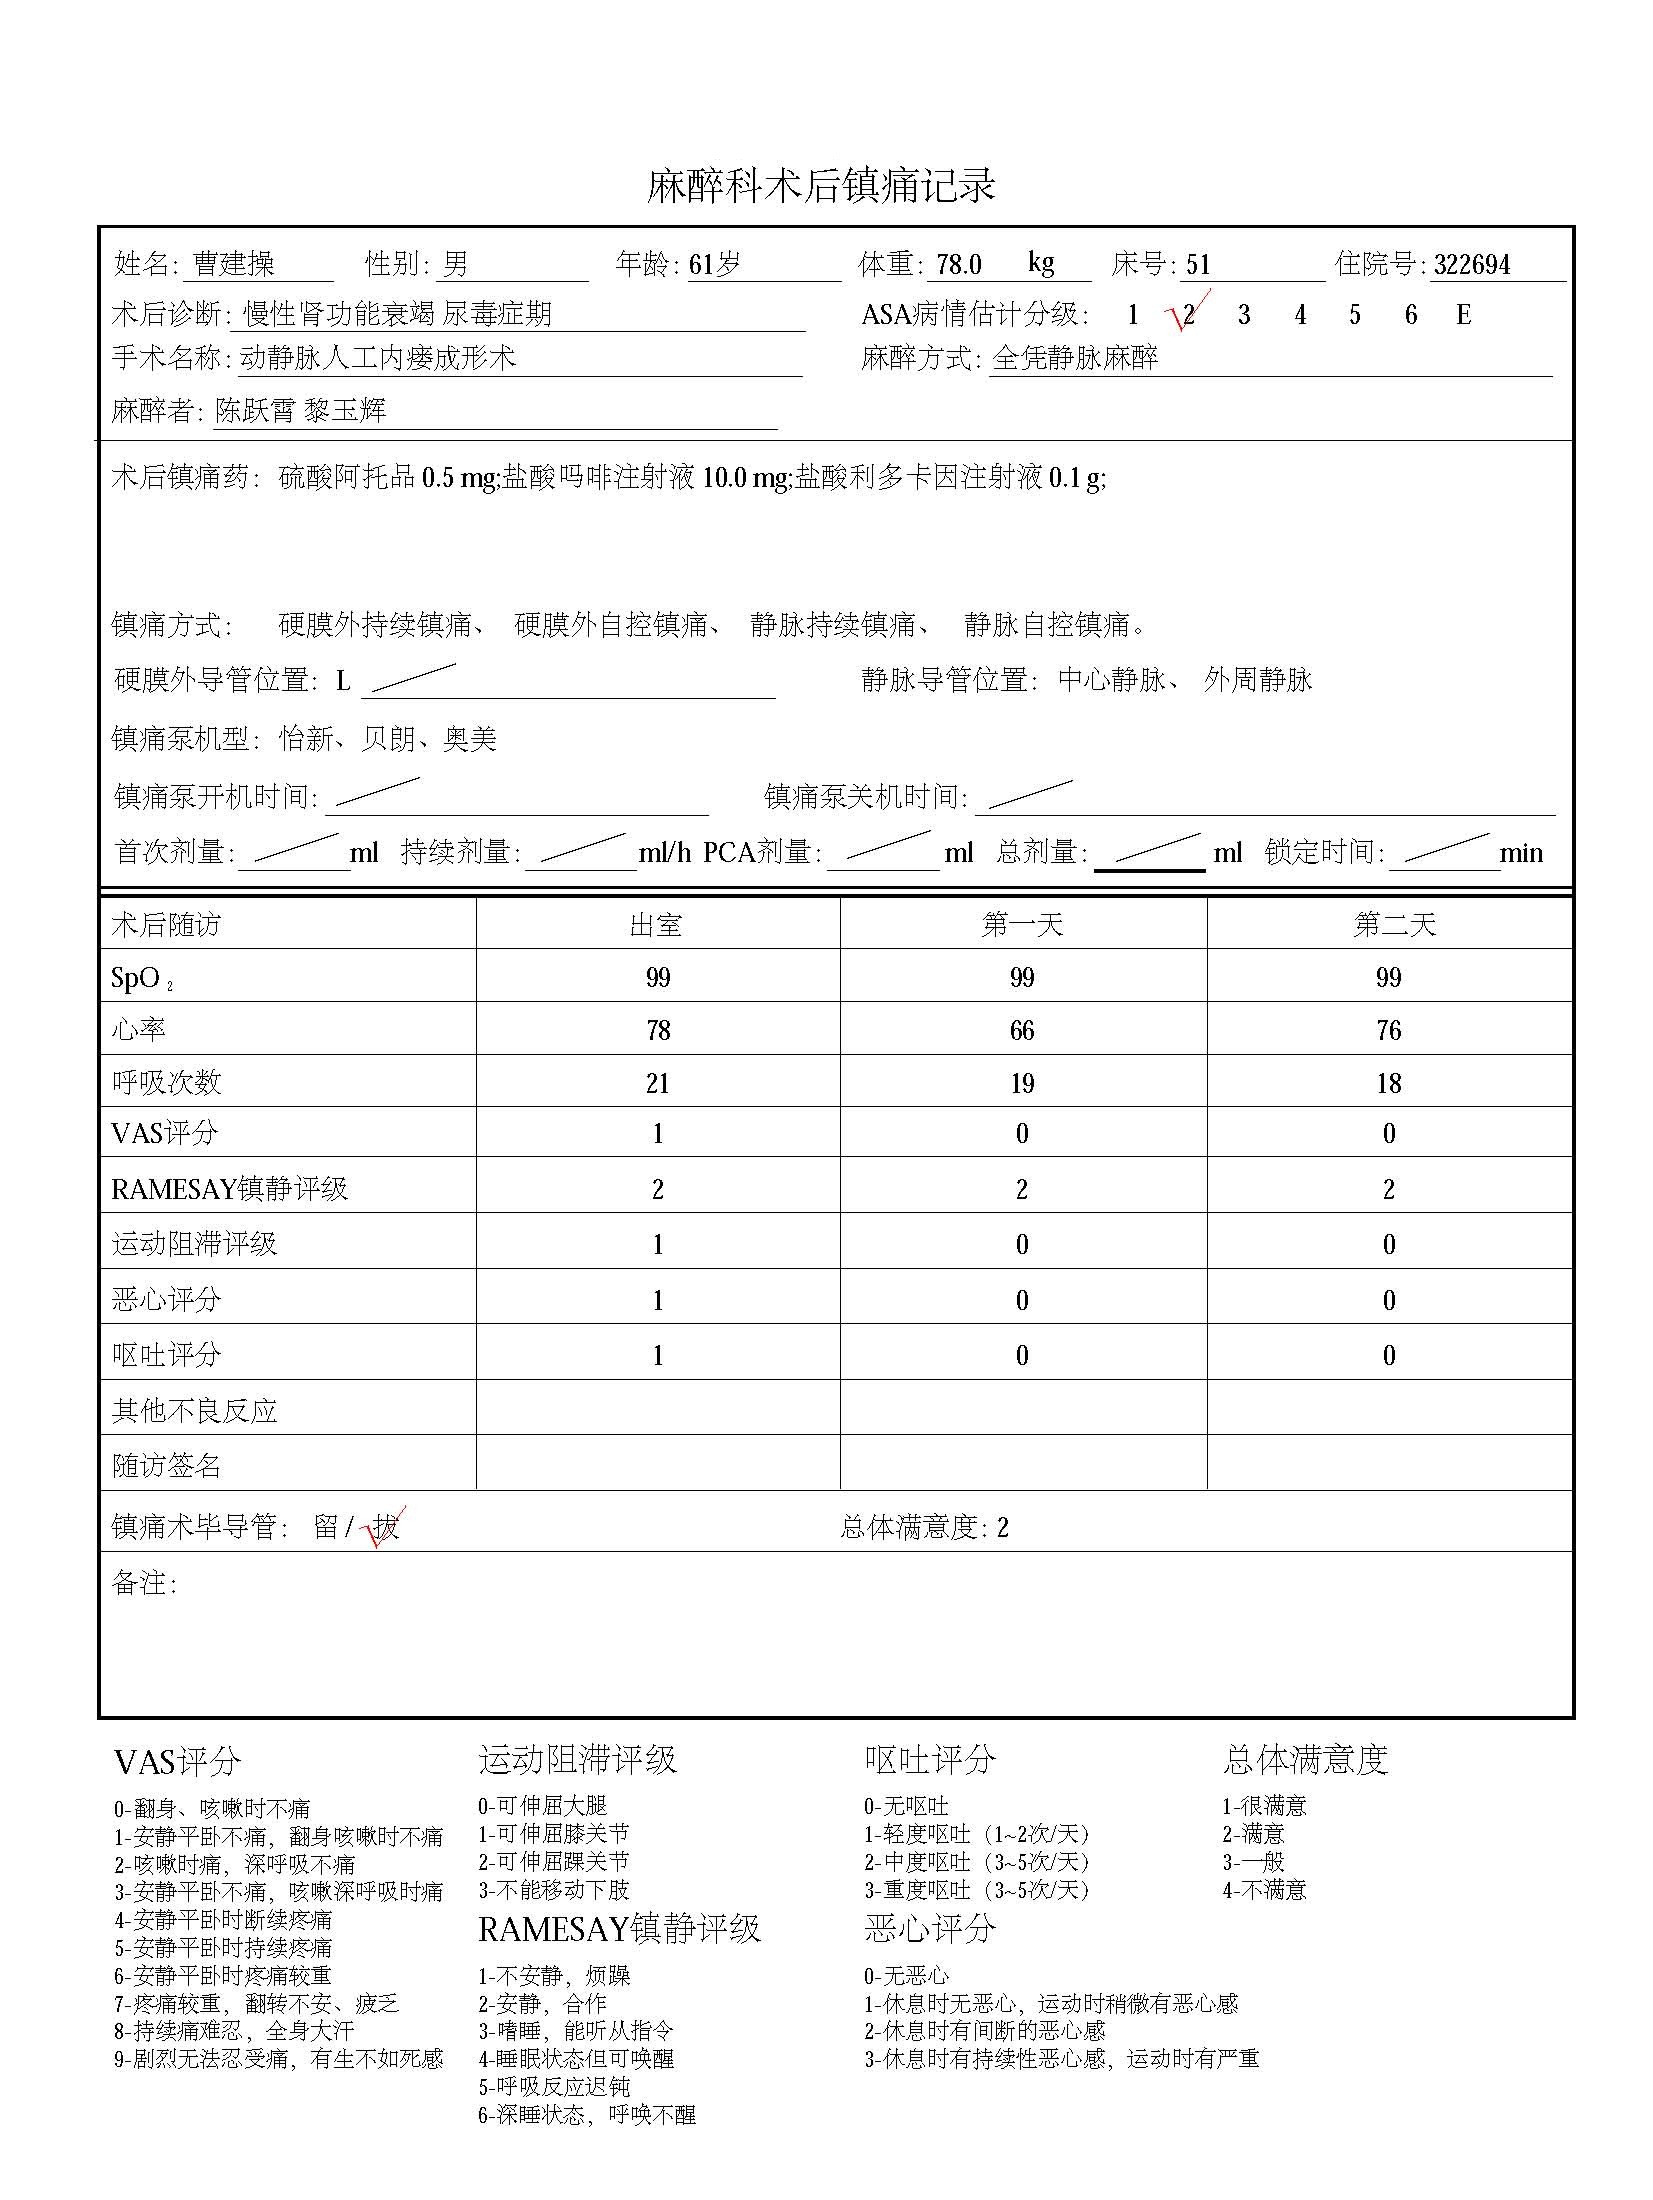 麻醉科术后镇痛记录
姓名: 曹建操 性别: 男 年龄: 61岁 体重: 78.0 kg 床号: 51 住院号: 322694
术后诊断: 慢性肾功能衰竭 尿毒症期 ASA病情估计分级: 1 2 3 4 5 6 E
手术名称: 动静脉人工内瘘成形术 麻醉方式: 全凭静脉麻醉
麻醉者: 陈跃霄 黎玉辉
术后镇痛药: 硫酸阿托品 0.5 mg;盐酸吗啡注射液 10.0 mg;盐酸利多卡因注射液 0.1 g;
镇痛方式: 硬膜外持续镇痛、 硬膜外自控镇痛、 静脉持续镇痛、 静脉自控镇痛。
硬膜外导管位置: L 静脉导管位置: 中心静脉、 外周静脉
镇痛泵机型: 怡新、贝朗、奥美
镇痛泵开机时间: 镇痛泵关机时间:
首次剂量: ml 持续剂量: ml/h PCA剂量: ml 总剂量: ml 锁定时间: min
术后随访 出室 第一天 第二天
SpO₂ 99 99 99
心率 78 66 76
呼吸次数 21 19 18
VAS评分 1 0 0
RAMESAY镇静评级 2 2 2
运动阻滞评级 1 0 0
恶心评分 1 0 0
呕吐评分 1 0 0
其他不良反应
随访签名
镇痛术毕导管: 留 / 拔 总体满意度: 2
备注:
VAS评分
0-翻身、咳嗽时不痛
1-安静平卧不痛，翻身咳嗽时不痛
2-咳嗽时痛，深呼吸不痛
3-安静平卧不痛，咳嗽深呼吸时痛
4-安静平卧时断续疼痛
5-安静平卧时持续疼痛
6-安静平卧时疼痛较重
7-疼痛较重，翻转不安、疲乏
8-持续痛难忍，全身大汗
9-剧烈无法忍受痛，有生不如死感
运动阻滞评级
0-可伸屈大腿
1-可伸屈膝关节
2-可伸屈踝关节
3-不能移动下肢
RAMESAY镇静评级
1-不安静，烦躁
2-安静，合作
3-嗜睡，能听从指令
4-睡眠状态但可唤醒
5-呼吸反应迟钝
6-深睡状态，呼唤不醒
呕吐评分
0-无呕吐
1-轻度呕吐（1~2次/天）
2-中度呕吐（3~5次/天）
3-重度呕吐（3~5次/天）
恶心评分
0-无恶心
1-休息时无恶心，运动时稍微有恶心感
2-休息时有间断的恶心感
3-休息时有持续性恶心感，运动时有严重
总体满意度
1-很满意
2-满意
3-一般
4-不满意